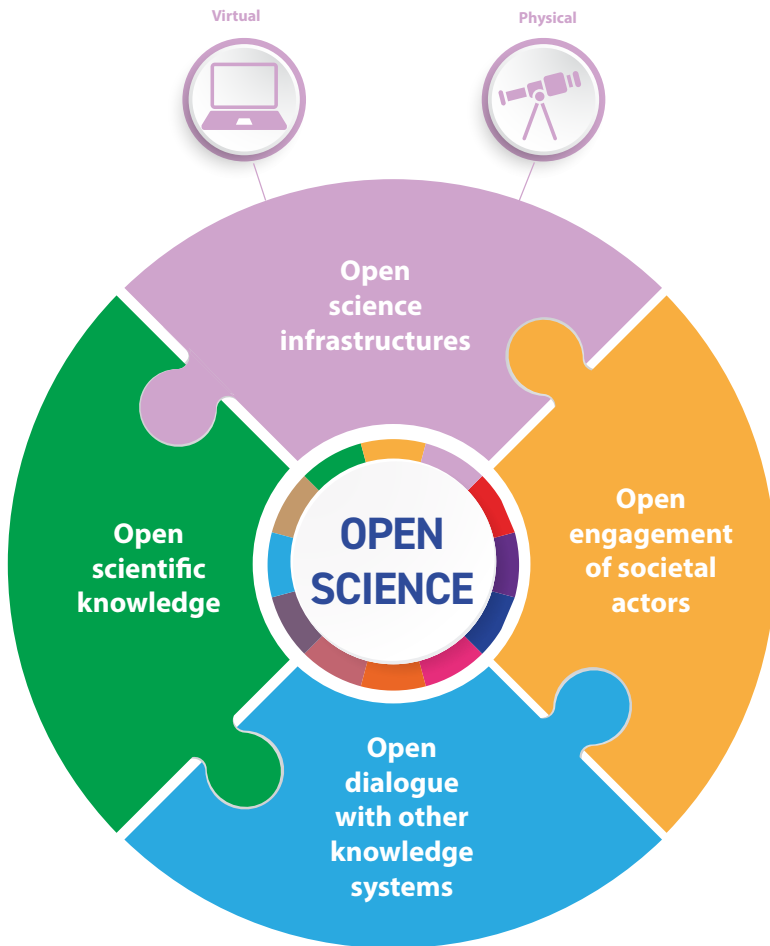 Virtual
Physical
Open
science
infrastructures
Open
scientific
knowledge
OPEN
SCIENCE
Open
engagement
of societal
actors
Open
dialogue
with other
knowledge
systems